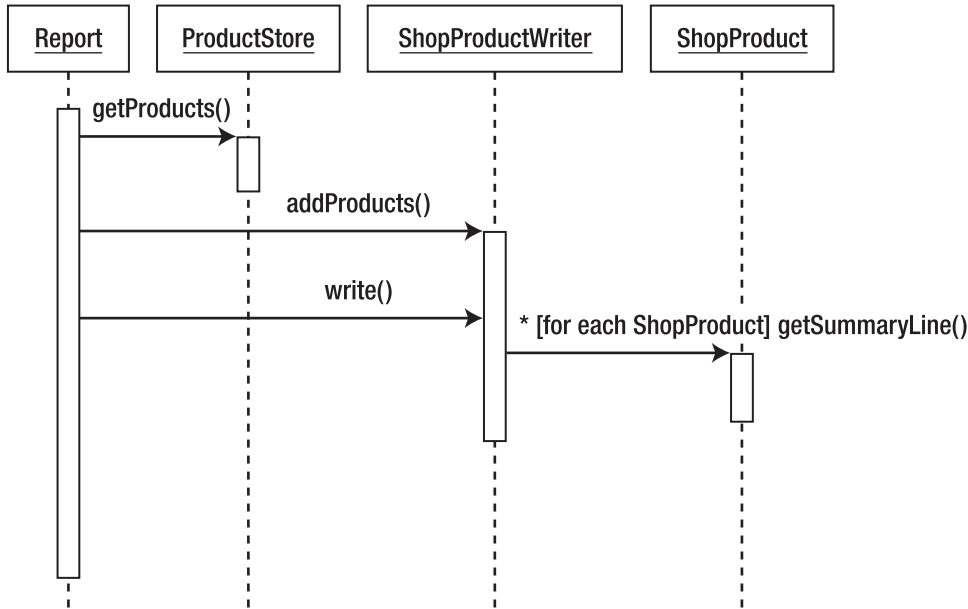 Report
ProductStore
ShopProductWriter
ShopProduct
getProducts()
addProducts()
write()
* [for each ShopProduct] getSummaryLine()